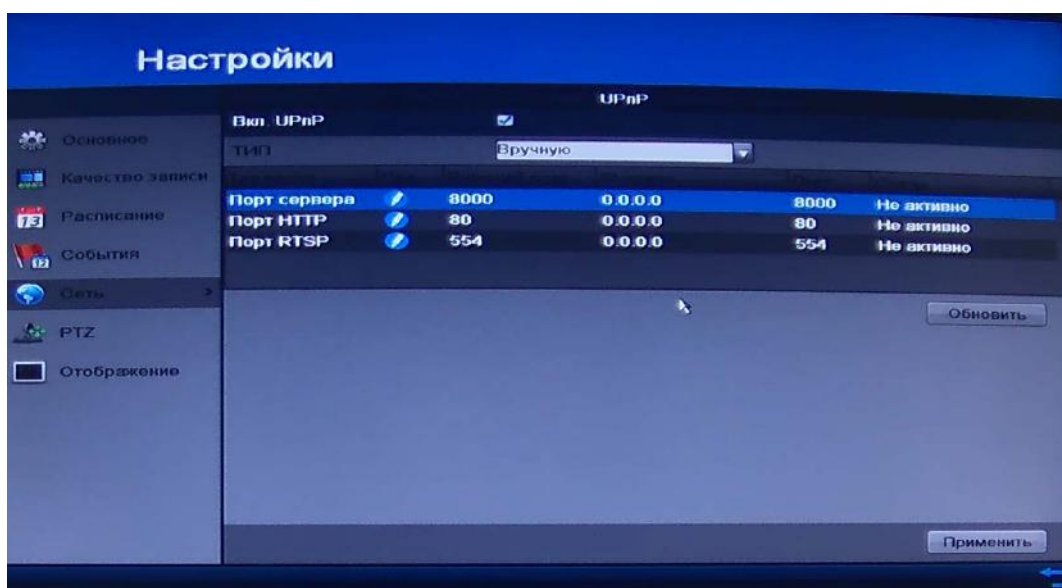 Настройки
UPnP
Вкл. UPnP
ТИП Вручную
Порт сервера 8000 0.0.0.0 8000 Не активно
Порт HTTP 80 0.0.0.0 80 Не активно
Порт RTSP 554 0.0.0.0 554 Не активно
Обновить
Применить
Основное
Качество записи
Расписание
События
Сеть >
PTZ
Отображение
13
12